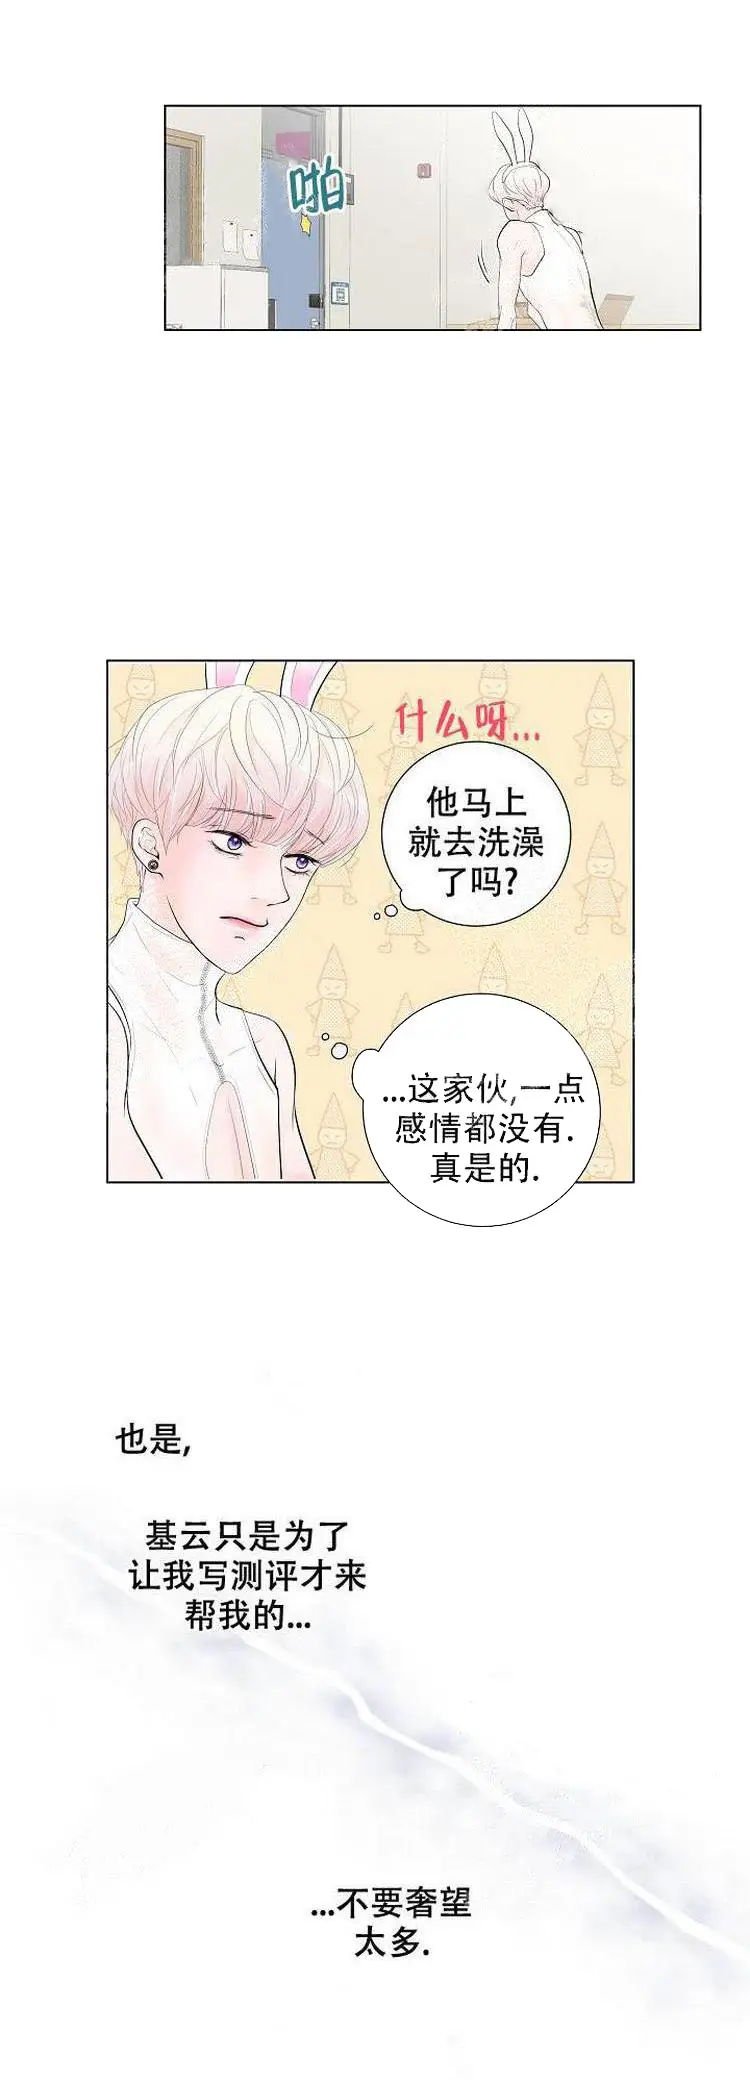 啪
什么呀...
他马上
就去洗澡
了吗?
...这家伙,一点
感情都没有.
真是的.
也是,
基云只是为了
让我写测评才来
帮我的...
...不要奢望
太多.